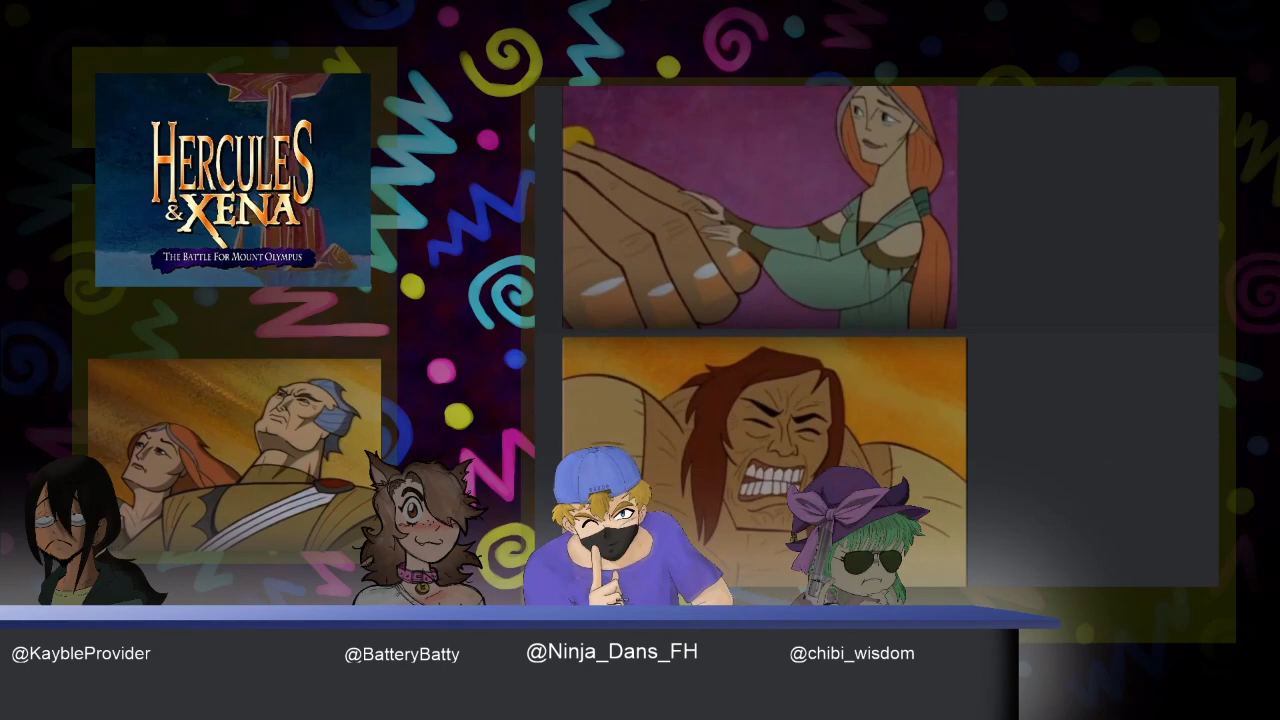 HERCULES
& XENA
THE BATTLE FOR MOUNT OLYMPUS
@KaybleProvider
@BatteryBatty
@Ninja_Dans_FH
@chibi_wisdom